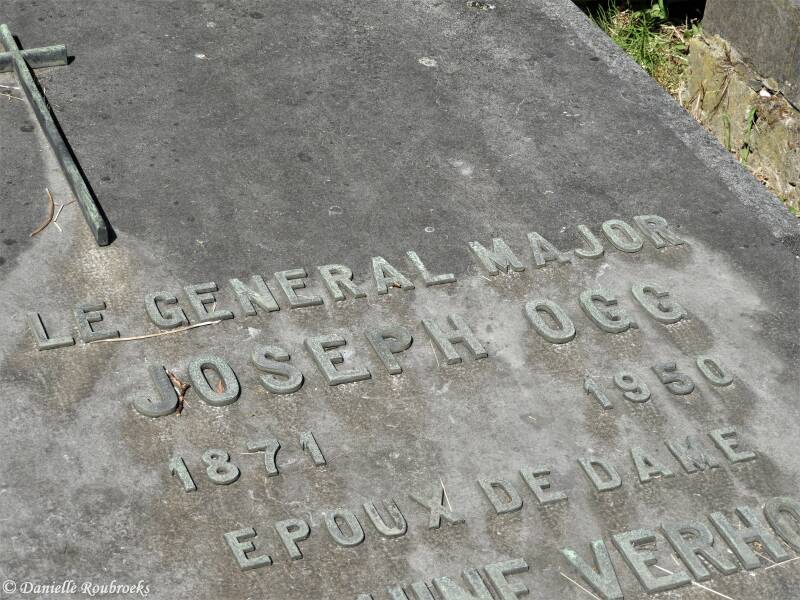 LE GENERAL MAJOR
JOSEPH OGG
1871 1950
EPOUX DE DAME
© Danielle Roubroeks